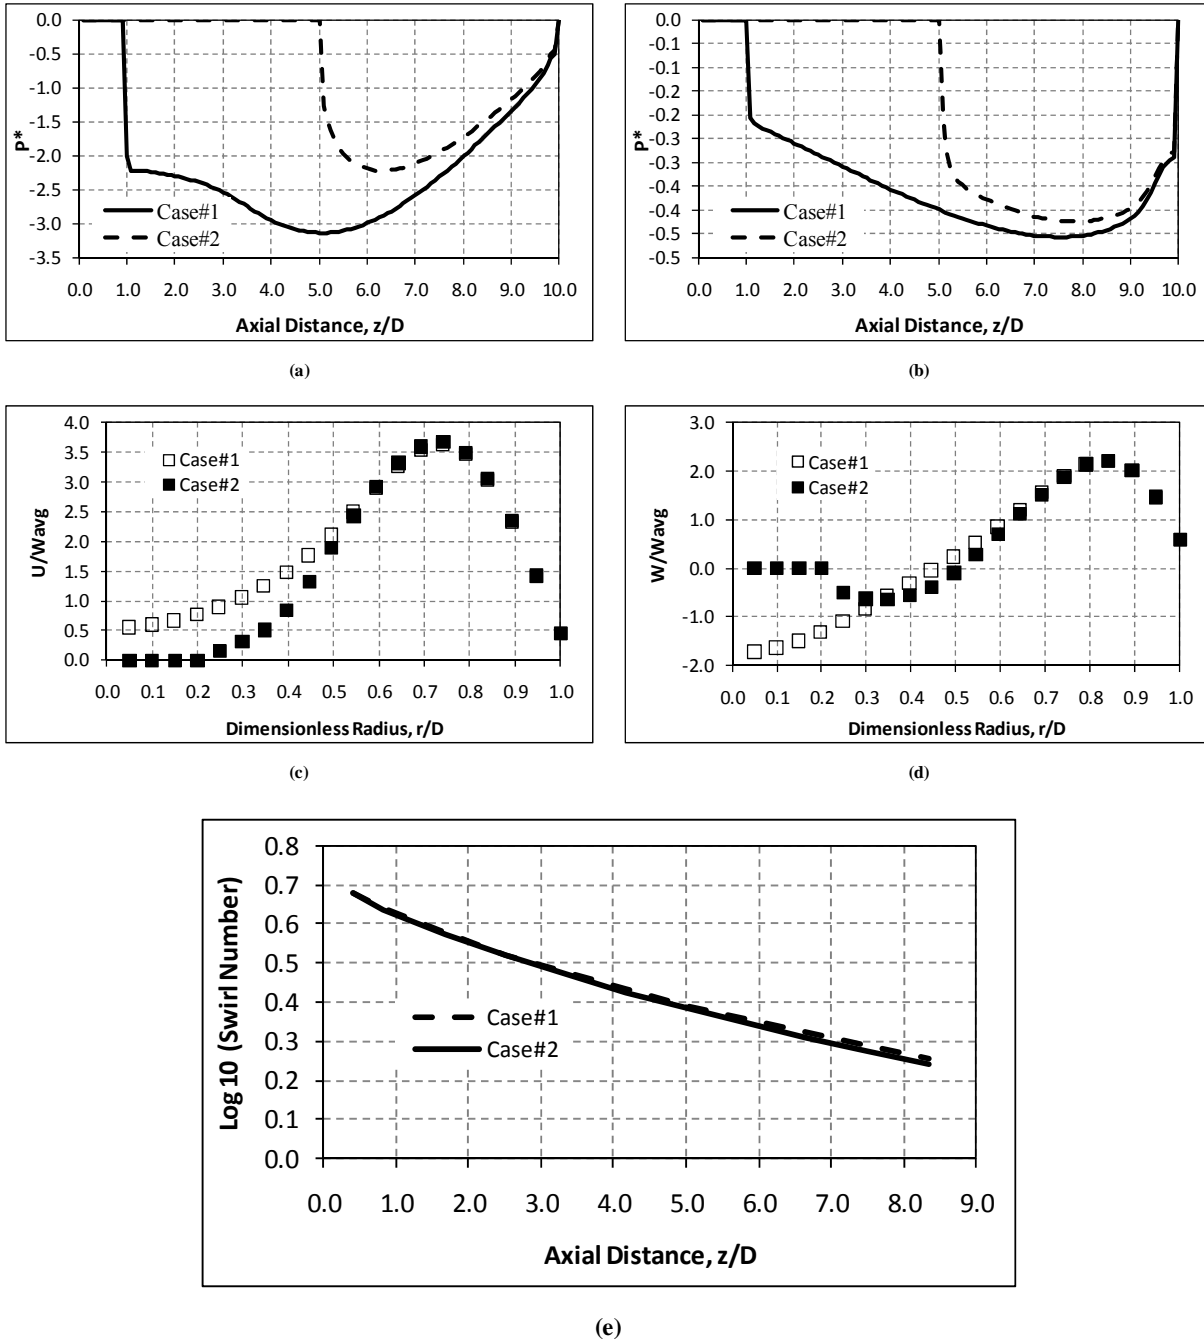 0.0
-0.5
-1.0
-1.5
-2.0
-2.5
-3.0
-3.5
P*
Case#1
Case#2
0.0 1.0 2.0 3.0 4.0 5.0 6.0 7.0 8.0 9.0 10.0
Axial Distance, z/D
(a)
0.0
-0.1
-0.1
-0.2
-0.2
-0.3
-0.3
-0.4
-0.4
-0.5
-0.5
P*
Case#1
Case#2
0.0 1.0 2.0 3.0 4.0 5.0 6.0 7.0 8.0 9.0 10.0
Axial Distance, z/D
(b)
4.0
3.5
3.0
2.5
2.0
1.5
1.0
0.5
0.0
U/Wavg
Case#1
Case#2
0.0 0.1 0.2 0.3 0.4 0.5 0.6 0.7 0.8 0.9 1.0
Dimensionless Radius, r/D
(c)
3.0
2.0
1.0
0.0
-1.0
-2.0
W/Wavg
Case#1
Case#2
0.0 0.1 0.2 0.3 0.4 0.5 0.6 0.7 0.8 0.9 1.0
Dimensionless Radius, r/D
(d)
0.8
0.7
0.6
0.5
0.4
0.3
0.2
0.1
0.0
Log10 (Swirl Number)
Case#1
Case#2
0.0 1.0 2.0 3.0 4.0 5.0 6.0 7.0 8.0 9.0
Axial Distance, z/D
(e)